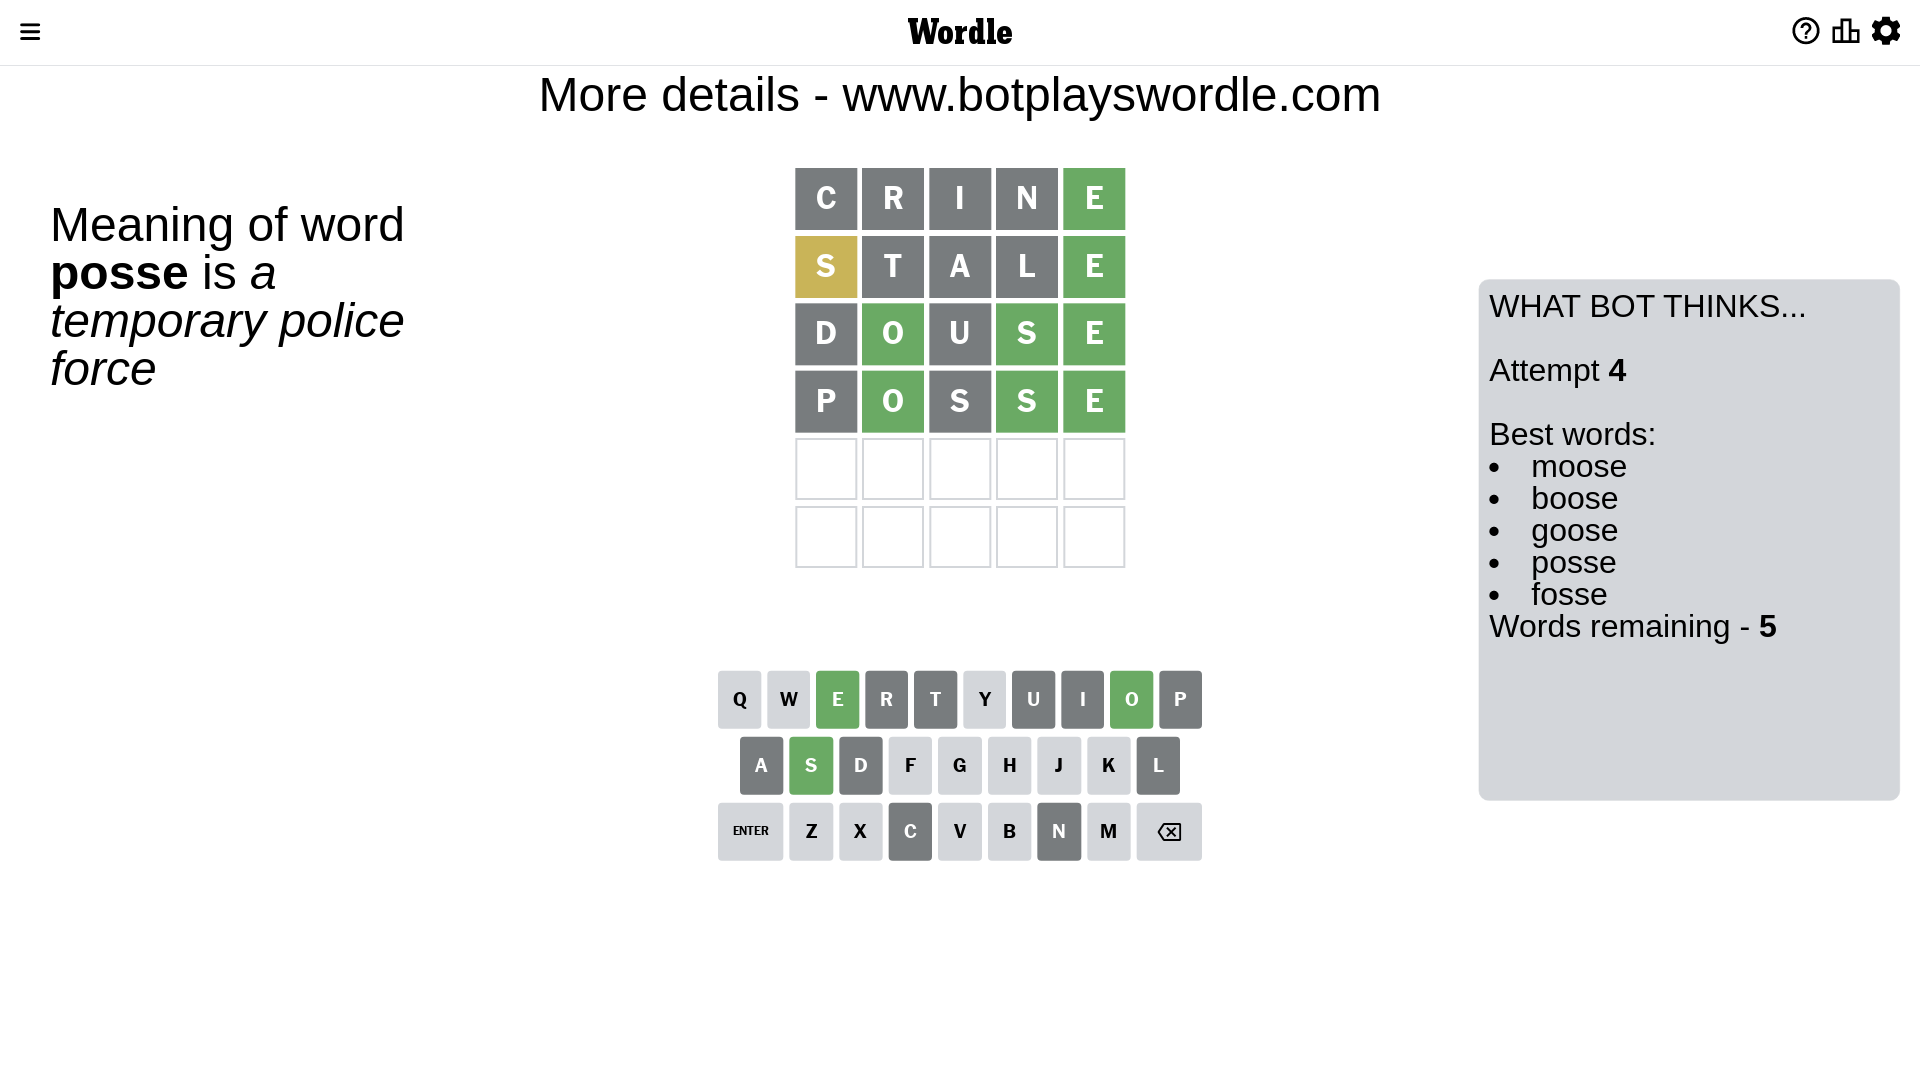 Wordle
More details - www.botplayswordle.com
Meaning of word
posse is a
temporary police
force
C R I N E
S T A L E
D O U S E
P O S S E
WHAT BOT THINKS...
Attempt 4
Best words:
• moose
• boose
• goose
• posse
• fosse
Words remaining - 5
Q W E R T Y U I O P
A S D F G H J K L
ENTER Z X C V B N M